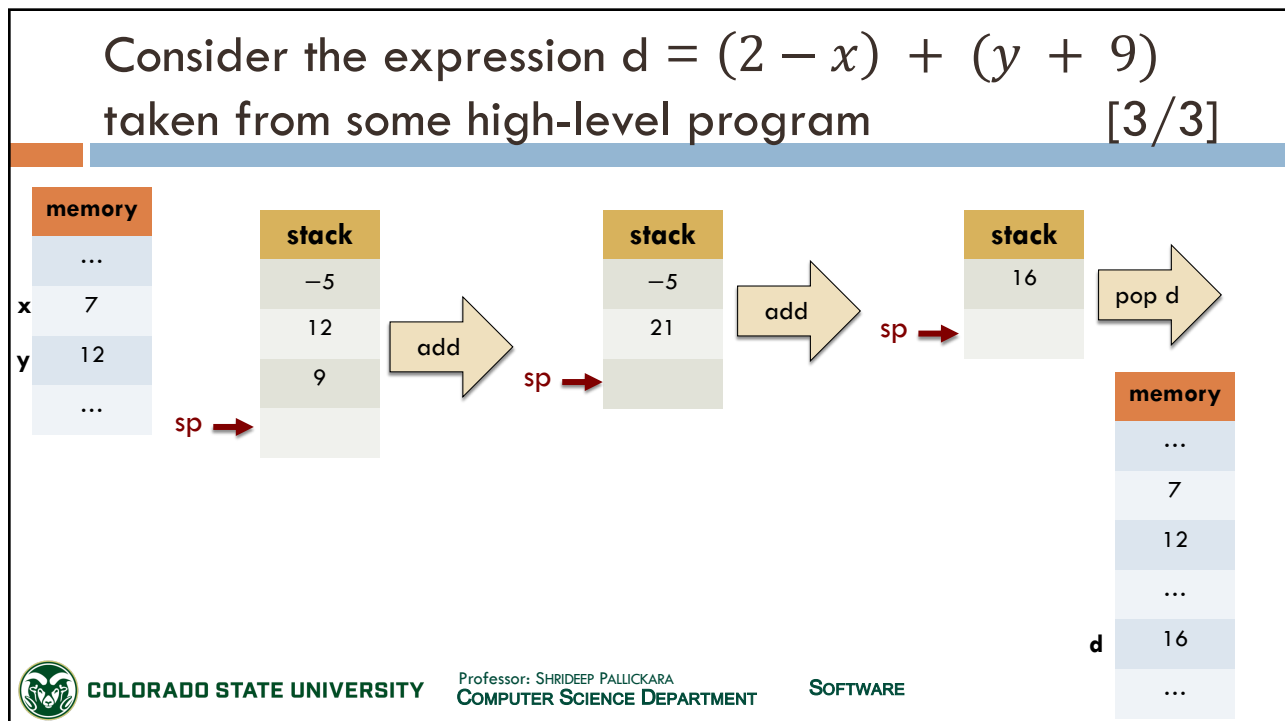 Consider the expression d = (2 − x) + (y + 9)
taken from some high-level program [3/3]
memory
...
x 7
y 12
...
stack
−5
12
9
sp
add
stack
−5
21
sp
add
stack
16
sp
pop d
memory
...
7
12
...
d 16
...
COLORADO STATE UNIVERSITY
Professor: SHRIDEEP PALLICKARA
COMPUTER SCIENCE DEPARTMENT
SOFTWARE